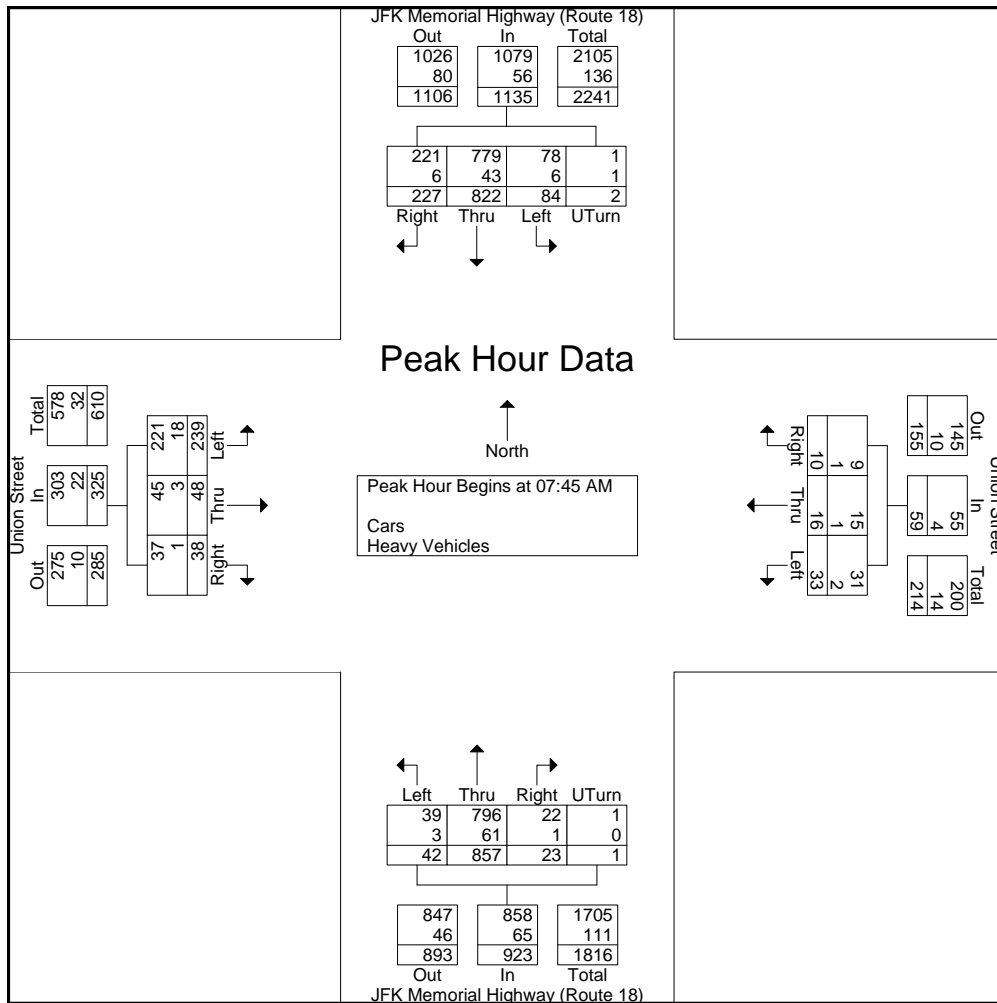 JFK Memorial Highway (Route 18)
Out In Total
1026 1079 2105
80 56 136
1106 1135 2241
221 779 78 1
6 43 6 1
227 822 84 2
Right Thru Left UTurn
Peak Hour Data
North
Peak Hour Begins at 07:45 AM
Cars
Heavy Vehicles
Union Street
Out In Total
275 303 578
10 22 32
285 325 610
221 45 37
18 3 1
239 48 38
Left Thru Right
Union Street
Out In Total
145 55 200
10 4 14
155 59 214
9 15 31
1 1 2
10 16 33
Right Thru Left
Left Thru Right UTurn
39 796 22 1
3 61 1 0
42 857 23 1
847 858 1705
46 65 111
893 923 1816
Out In Total
JFK Memorial Highway (Route 18)